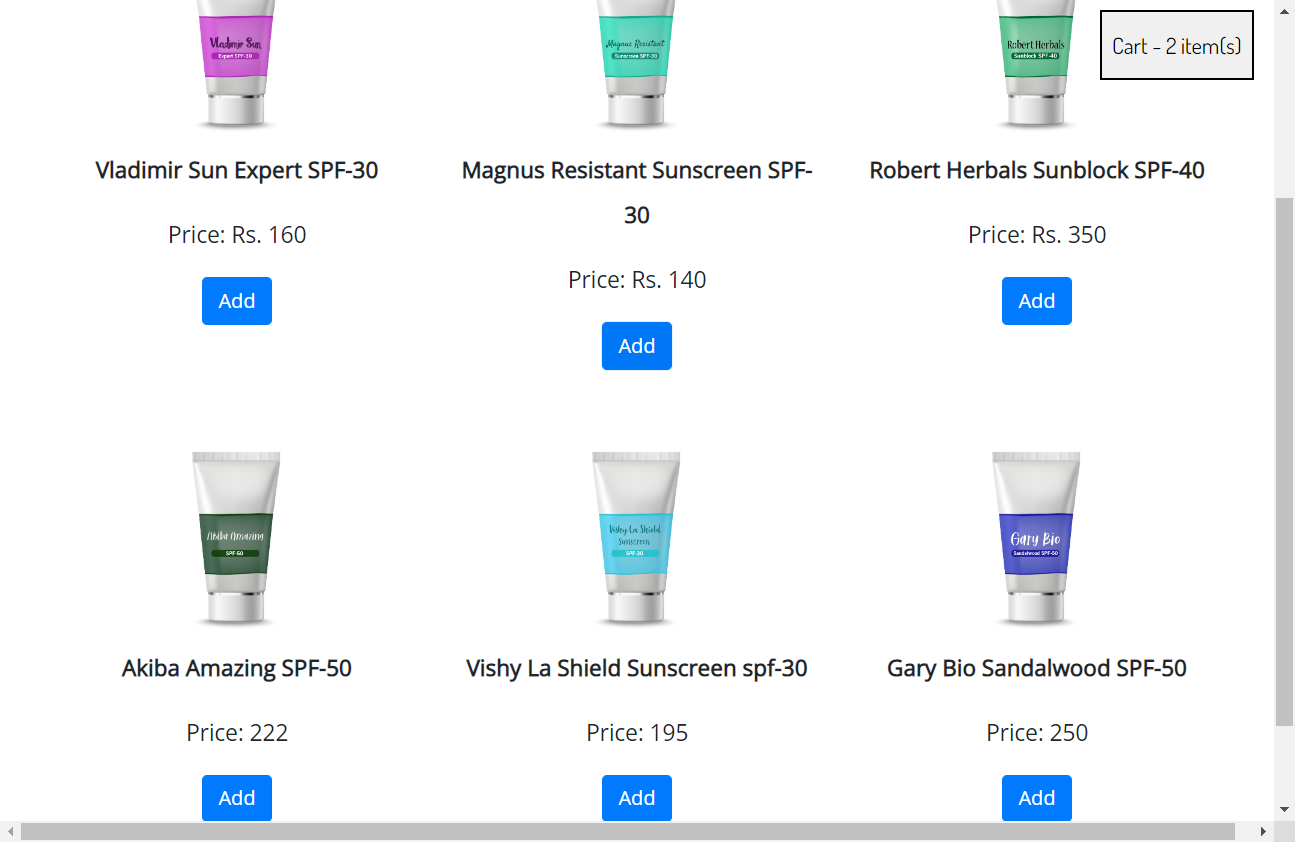 Vladimir Sun
Expert SPF-30
Magnus Resistant
Sunscreen SPF-30
Robert Herbals
Sunblock SPF-40
Cart - 2 item(s)
Vladimir Sun Expert SPF-30
Magnus Resistant Sunscreen SPF-
30
Robert Herbals Sunblock SPF-40
Price: Rs. 160
Price: Rs. 140
Price: Rs. 350
Add
Add
Add
Akiba Amazing
SPF-50
Vishy La Shield
Sunscreen
SPF-30
Gary Bio
Sandalwood SPF-50
Akiba Amazing SPF-50
Vishy La Shield Sunscreen spf-30
Gary Bio Sandalwood SPF-50
Price: 222
Price: 195
Price: 250
Add
Add
Add